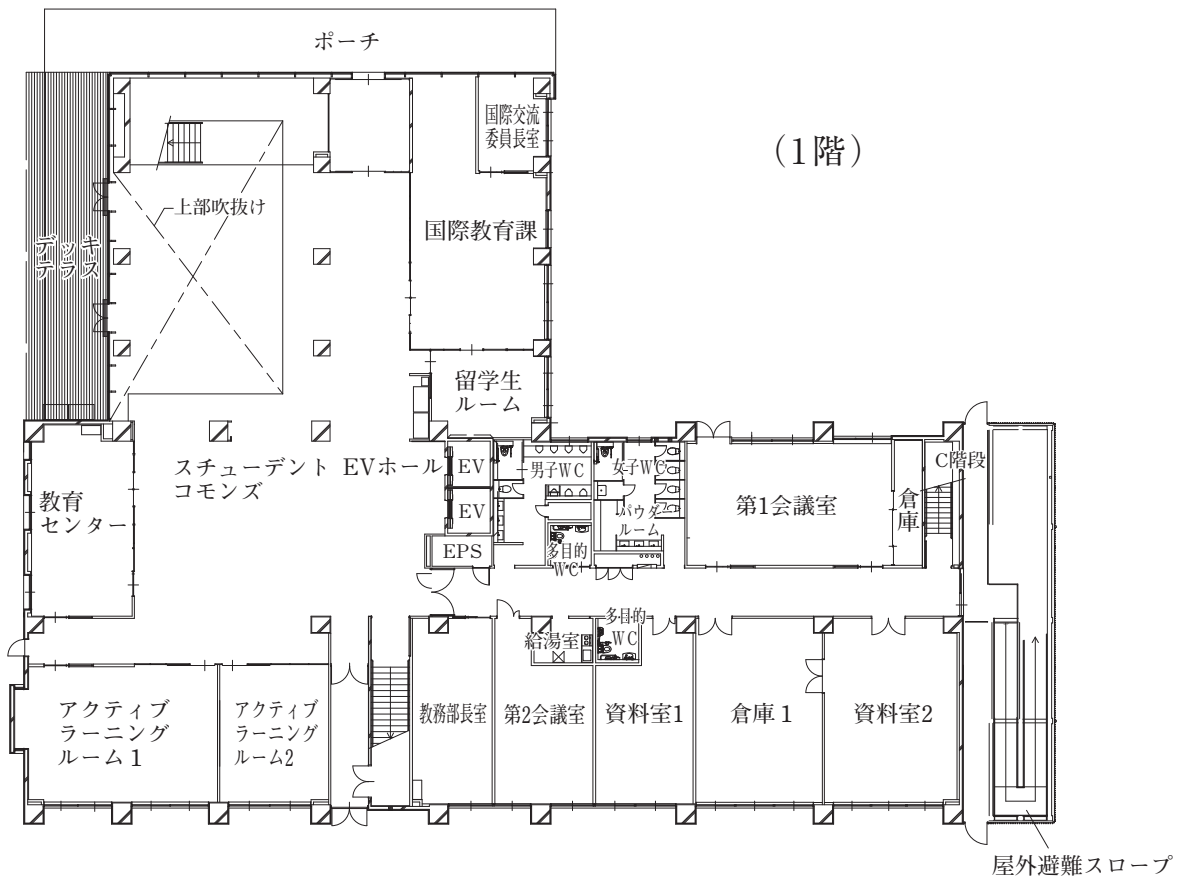 ポーチ
国際交流
委員長室
（1階）
上部吹抜け
国際教育課
デッキ
テラス
留学生
ルーム
スチューデント EVホール
コモンズ
EV
EV
EPS
男子WC
女子WC
パウダー
ルーム
多目的
WC
第1会議室
倉庫
C階段
教育
センター
多目的
WC
給湯室
アクティブ
ラーニング
ルーム1
アクティブ
ラーニング
ルーム2
教務部長室
第2会議室
資料室1
倉庫1
資料室2
屋外避難スロープ